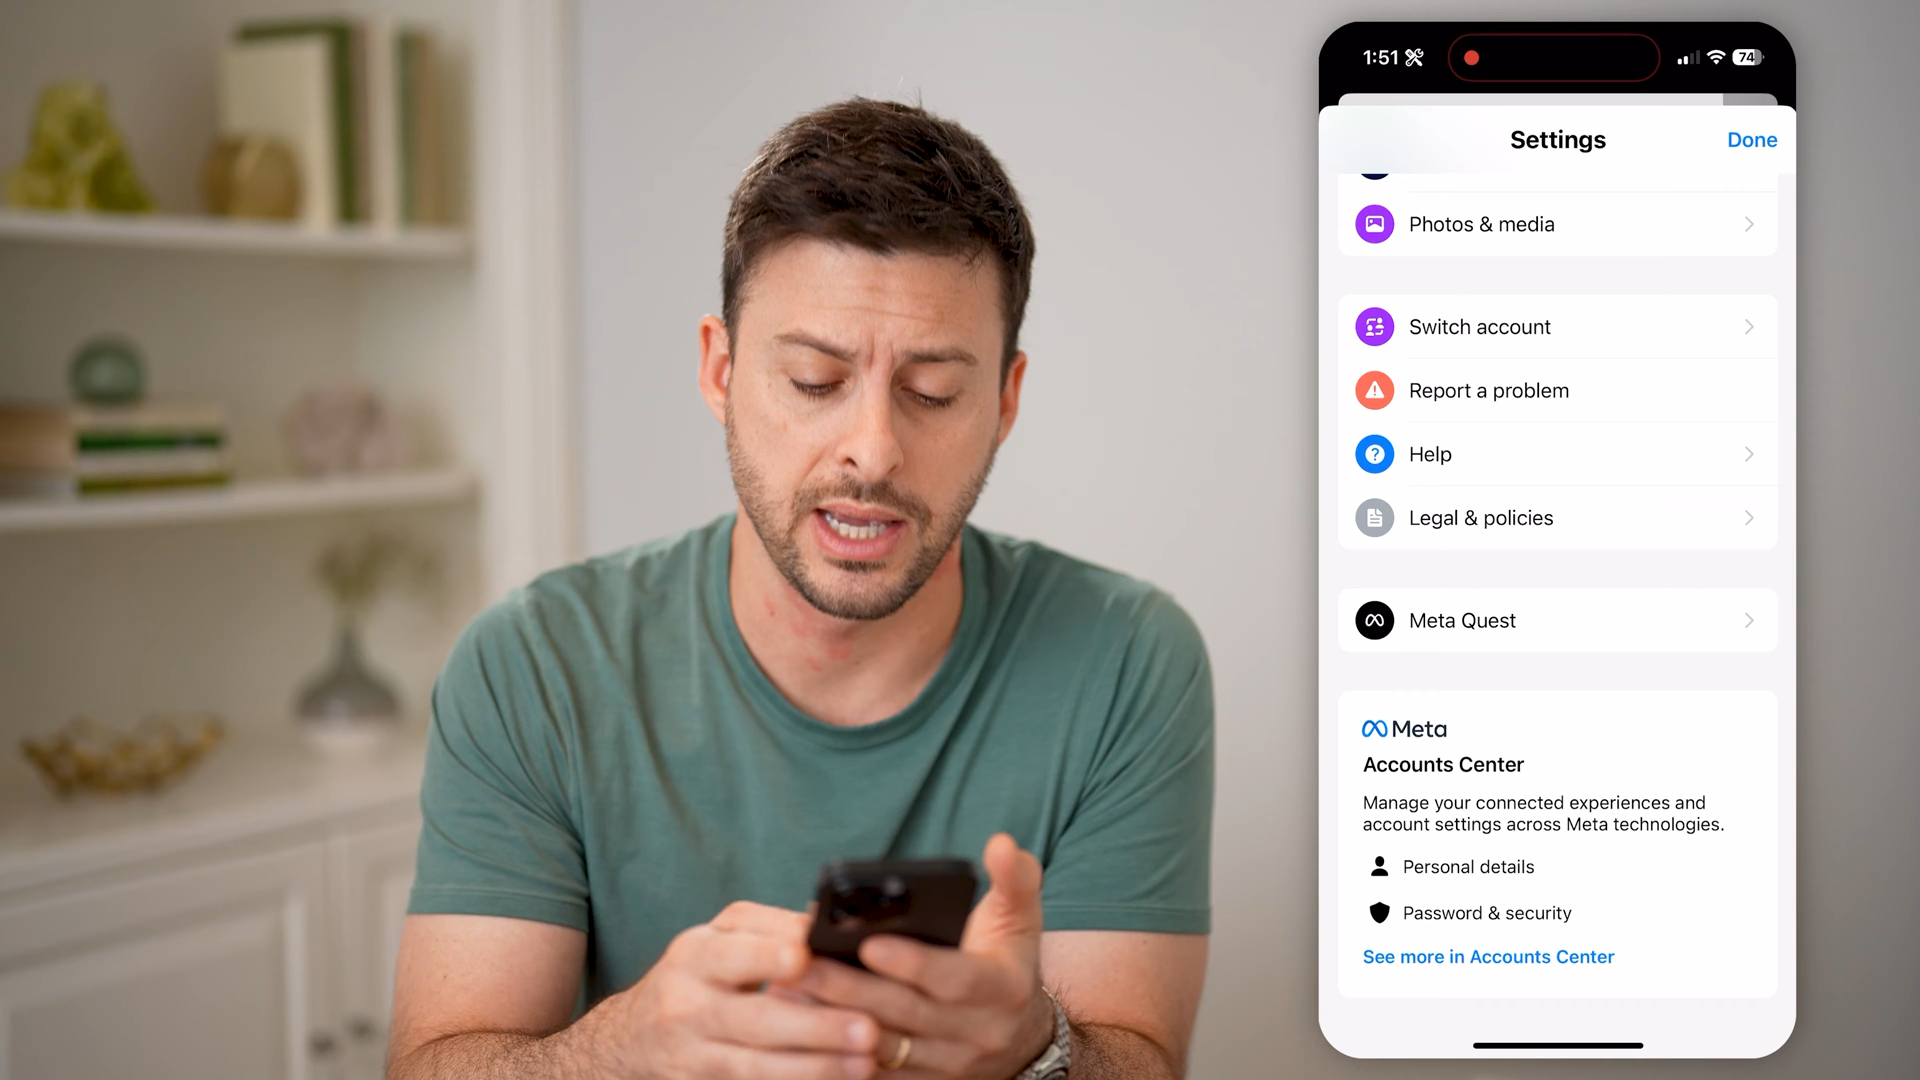 1:51
74
Settings
Done
Photos & media
Switch account
Report a problem
Help
Legal & policies
Meta Quest
Meta
Accounts Center
Manage your connected experiences and
account settings across Meta technologies.
Personal details
Password & security
See more in Accounts Center